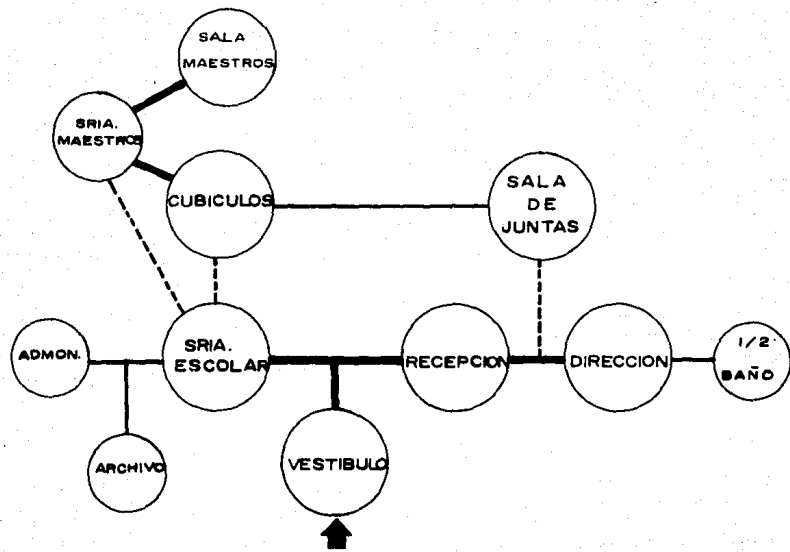 SALA
MAESTROS
SRIA.
MAESTROS
CUBICULOS
SALA
DE
JUNTAS
ADMON.
SRIA.
ESCOLAR
RECEPCION
DIRECCION
1/2
BAÑO
ARCHIVO
VESTIBULO